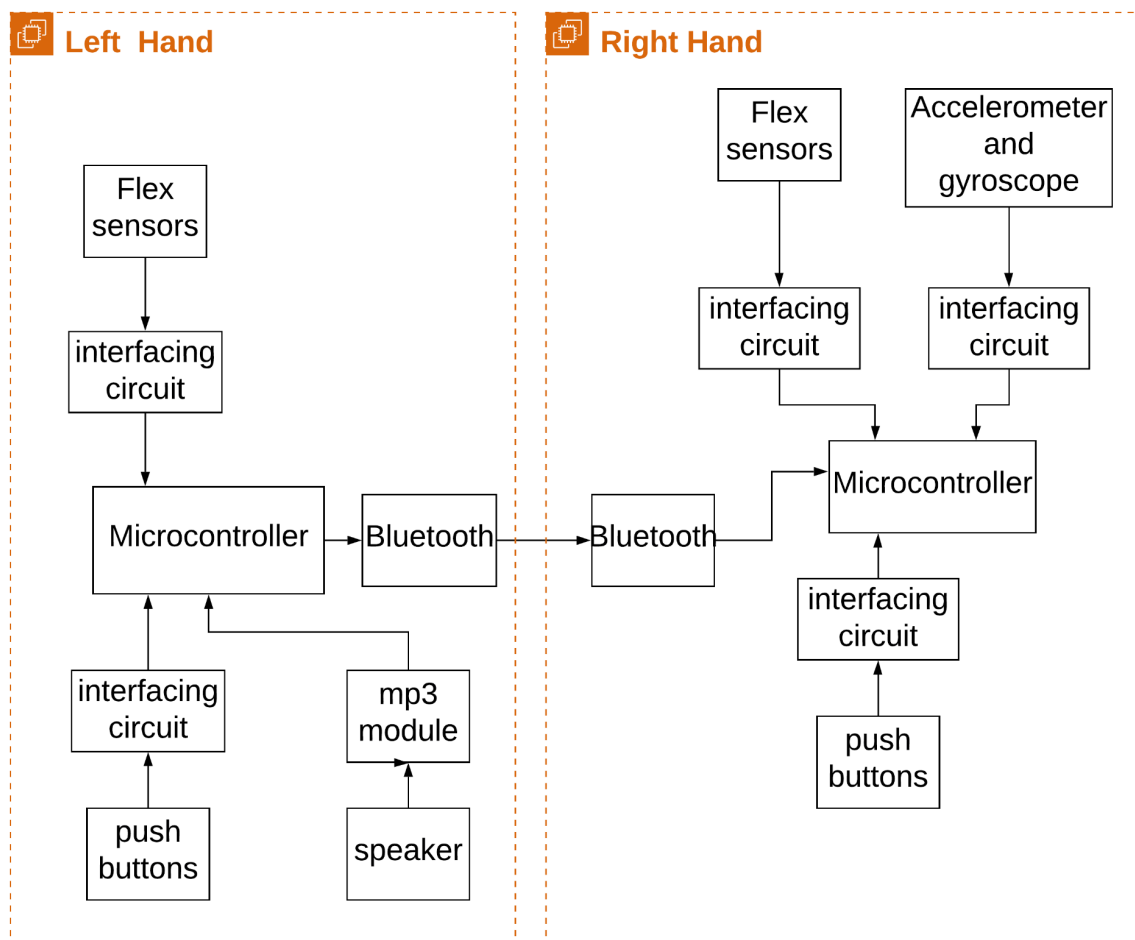 Left  Hand
Flex
sensors
interfacing
circuit
Microcontroller
Bluetooth
interfacing
circuit
mp3
module
push
buttons
speaker
Right Hand
Flex
sensors
Accelerometer
and
gyroscope
interfacing
circuit
interfacing
circuit
Microcontroller
Bluetooth
interfacing
circuit
push
buttons